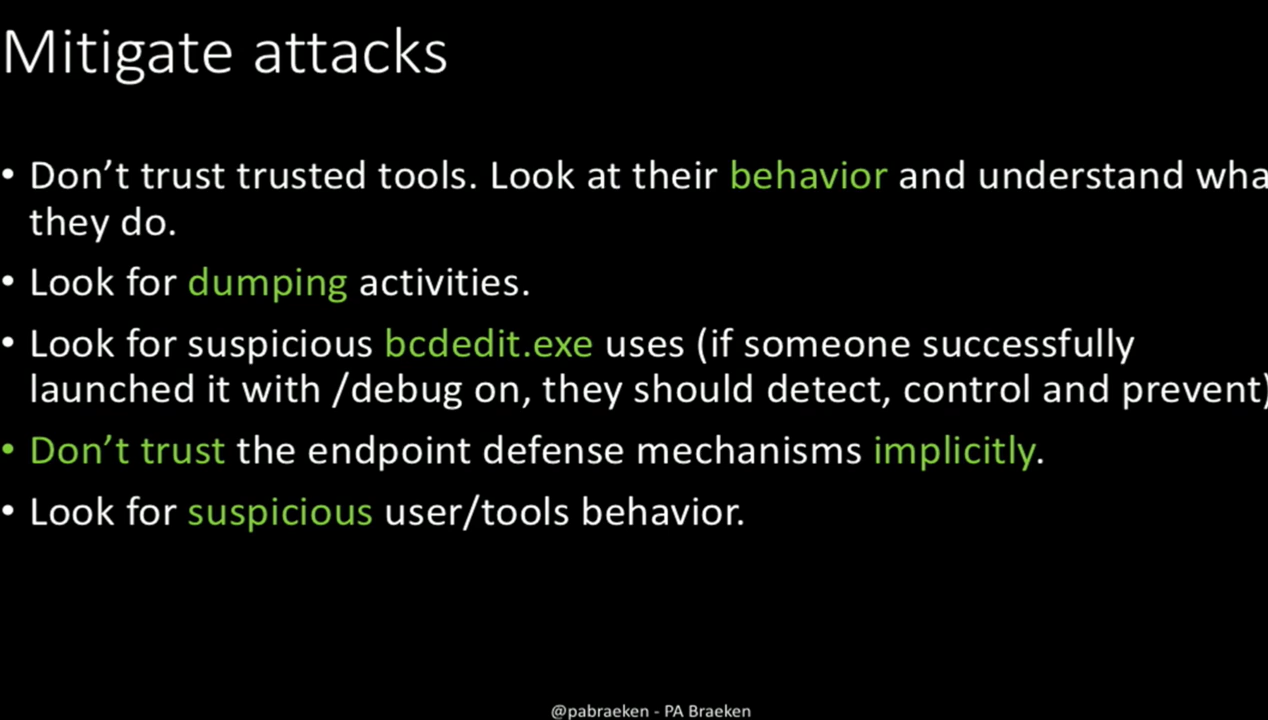 Mitigate attacks
• Don’t trust trusted tools. Look at their behavior and understand wha
they do.
• Look for dumping activities.
• Look for suspicious bcdedit.exe uses (if someone successfully
launched it with /debug on, they should detect, control and prevent)
• Don’t trust the endpoint defense mechanisms implicitly.
• Look for suspicious user/tools behavior.
@pabraeken - PA Braeken